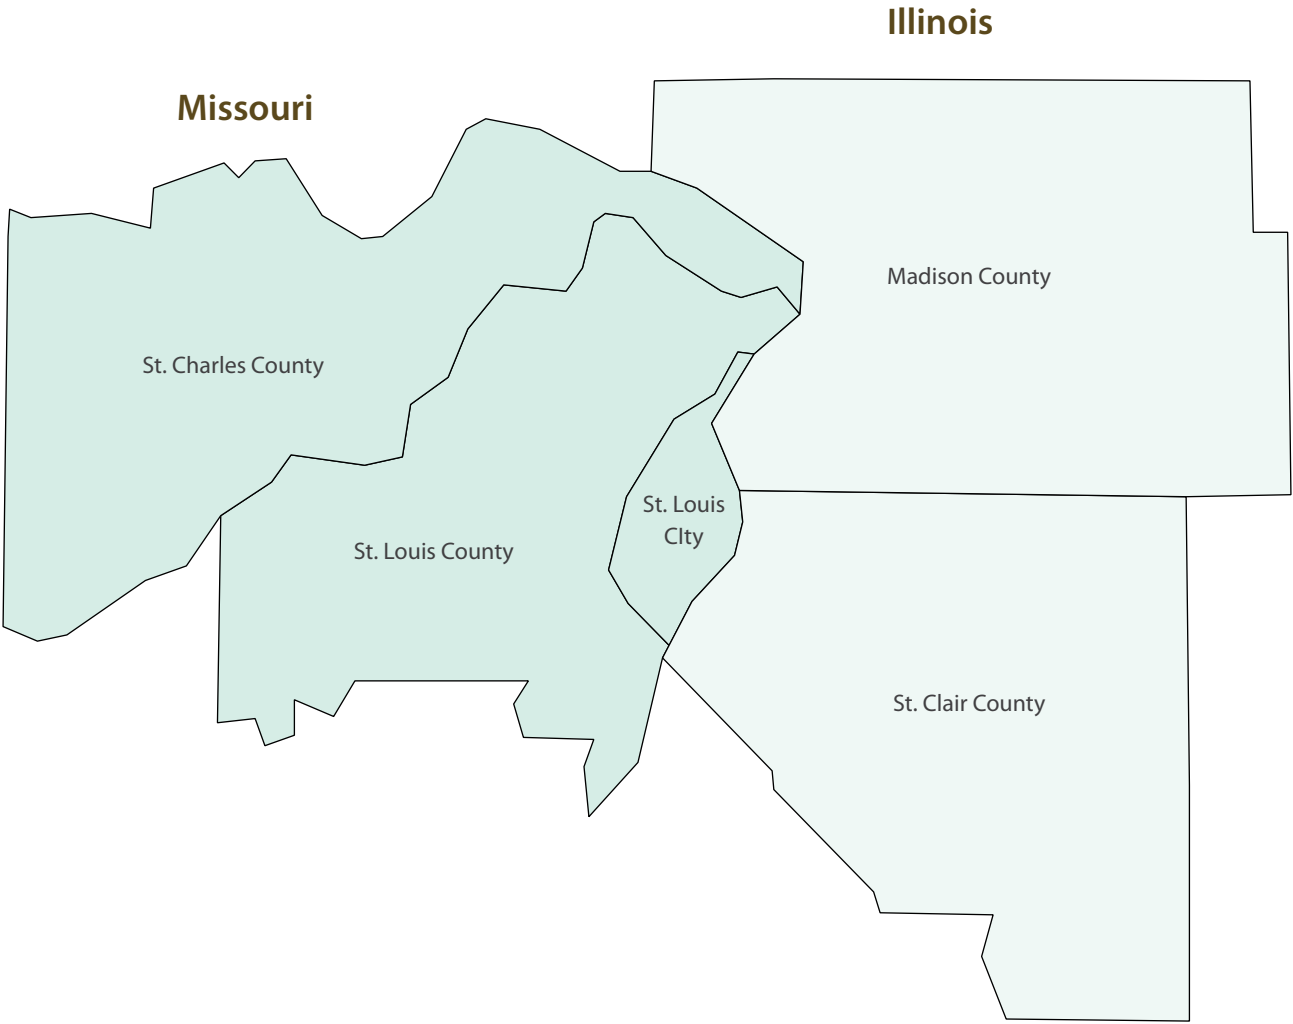 Illinois
Missouri
Madison County
St. Charles County
St. Louis
CIty
St. Louis County
St. Clair County